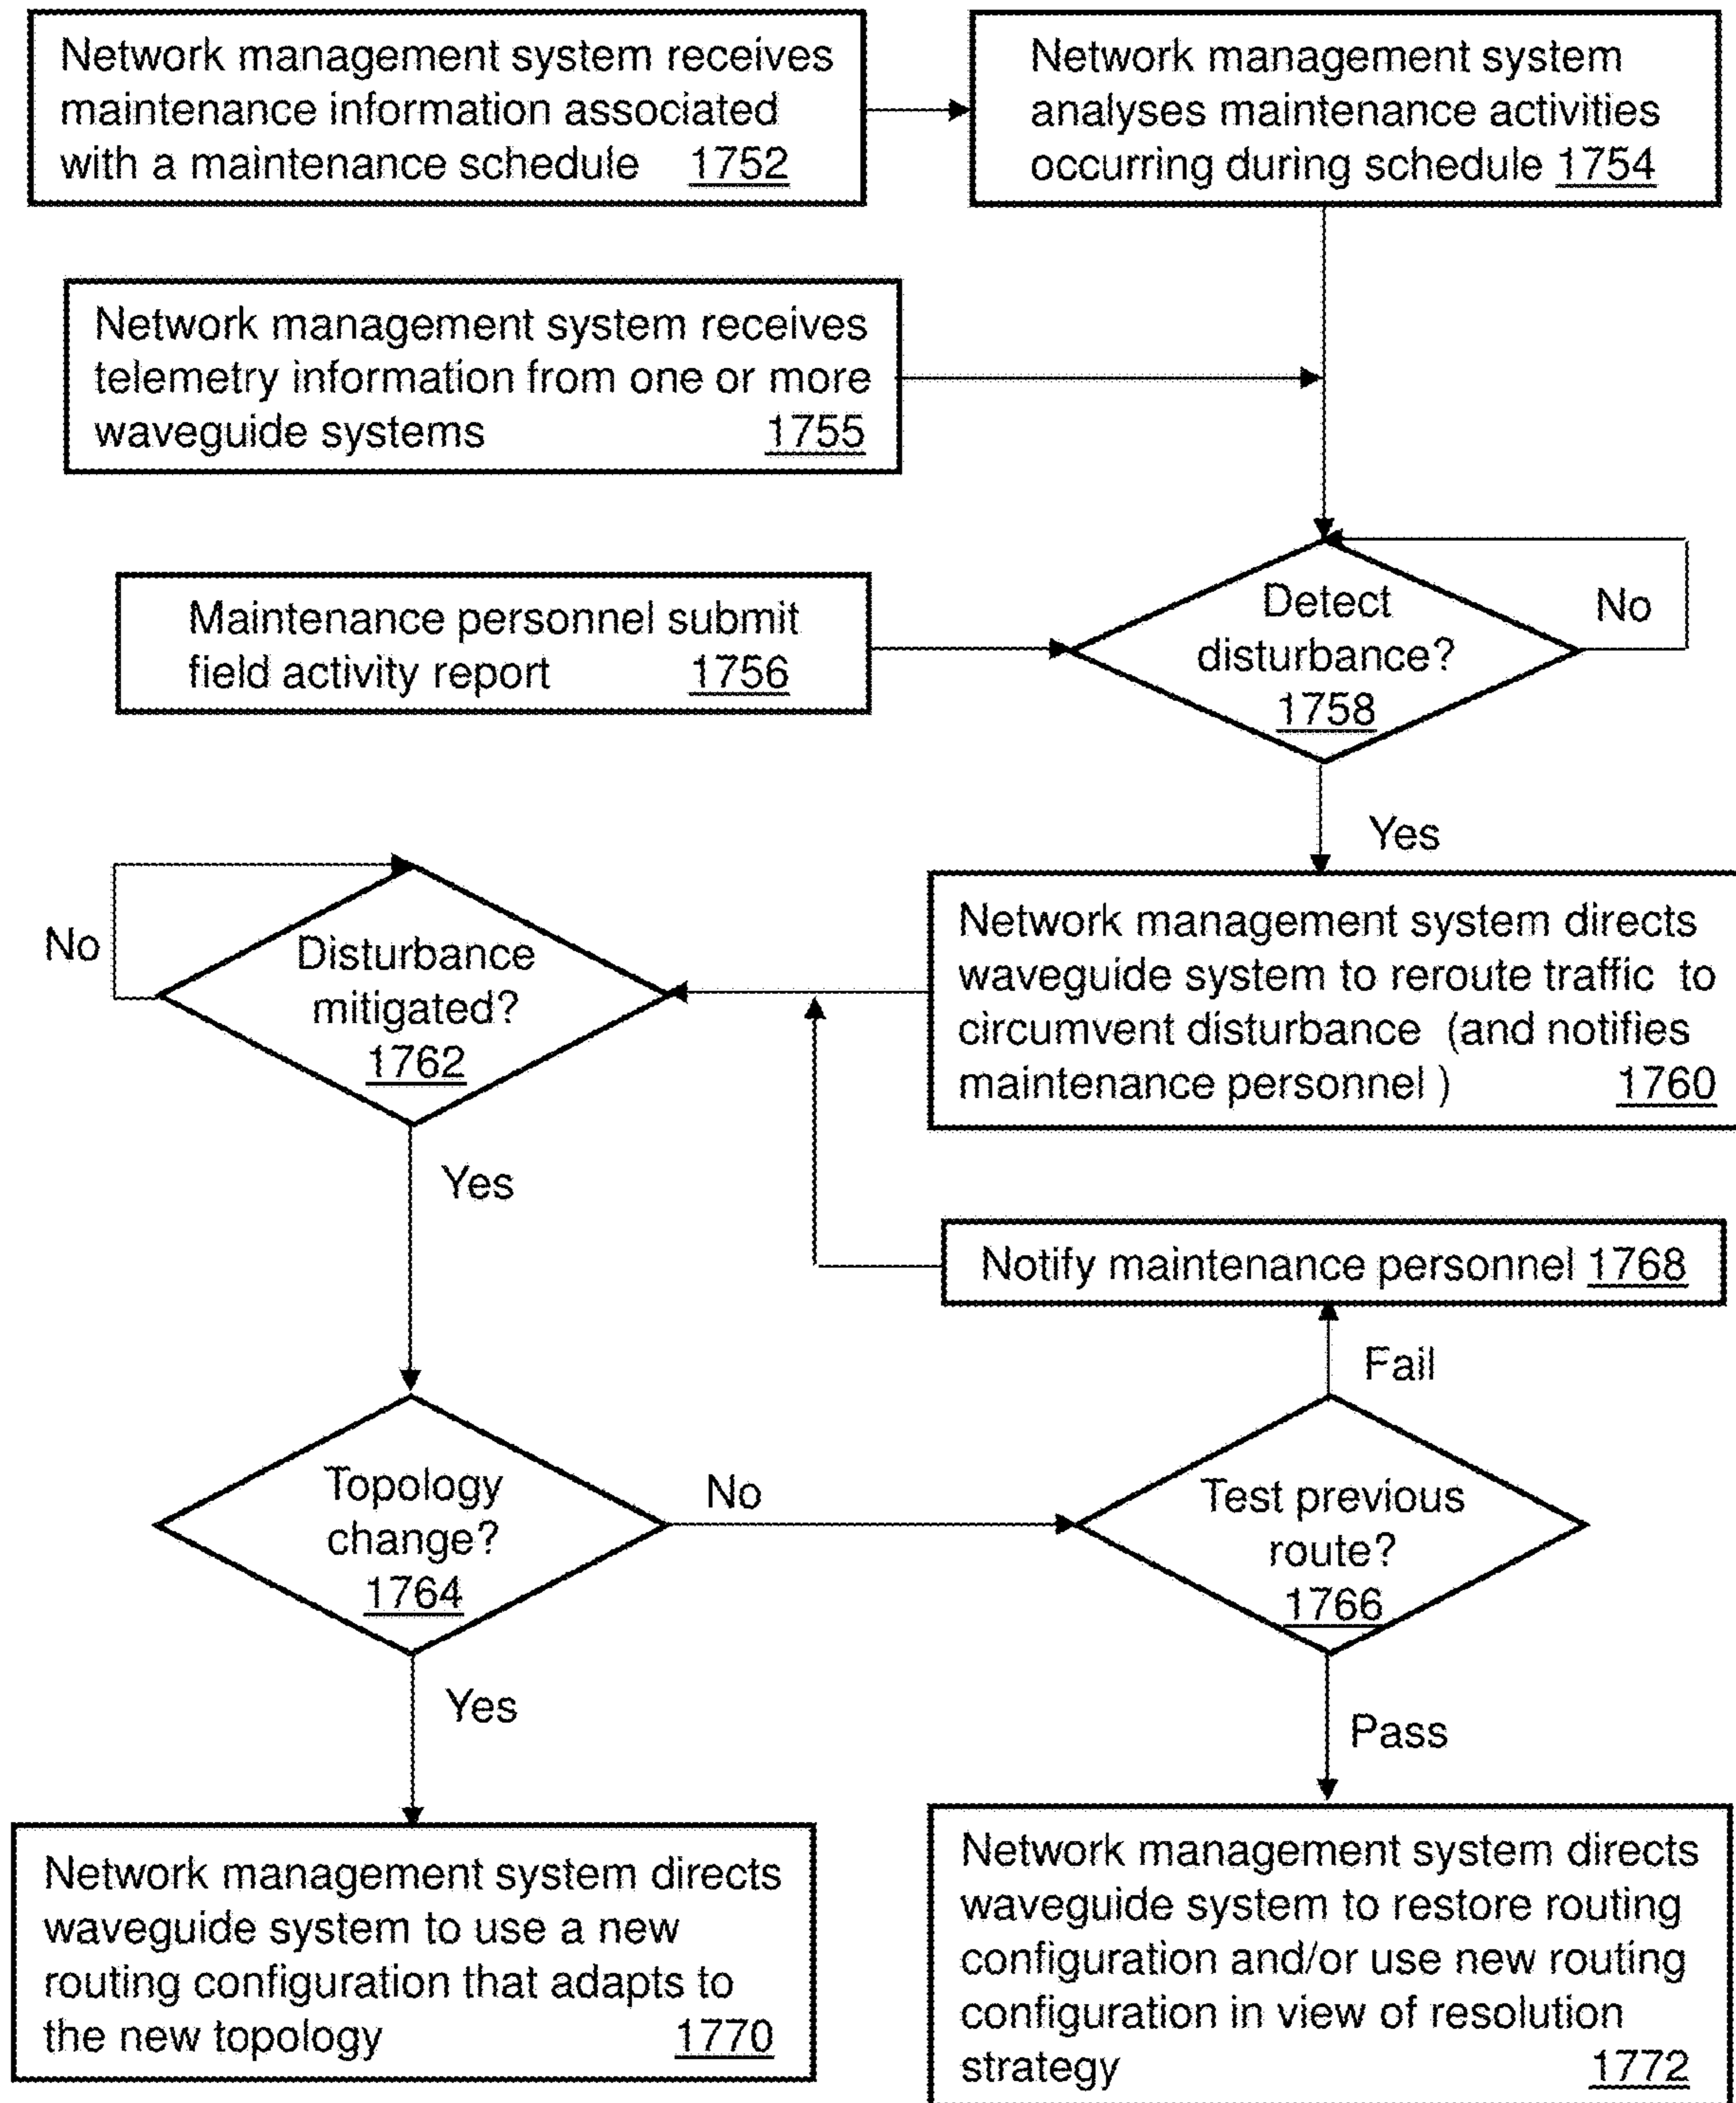 Network management system receives
maintenance information associated
with a maintenance schedule 1752
Network management system
analyses maintenance activities
occurring during schedule 1754
Network management system receives
telemetry information from one or more
waveguide systems 1755
Maintenance personnel submit
field activity report 1756
Detect
disturbance?
1758
No
Yes
Network management system directs
waveguide system to reroute traffic to
circumvent disturbance (and notifies
maintenance personnel ) 1760
No
Disturbance
mitigated?
1762
Yes
Notify maintenance personnel 1768
Fail
Topology
change?
1764
No
Test previous
route?
1766
Yes
Pass
Network management system directs
waveguide system to use a new
routing configuration that adapts to
the new topology 1770
Network management system directs
waveguide system to restore routing
configuration and/or use new routing
configuration in view of resolution
strategy 1772